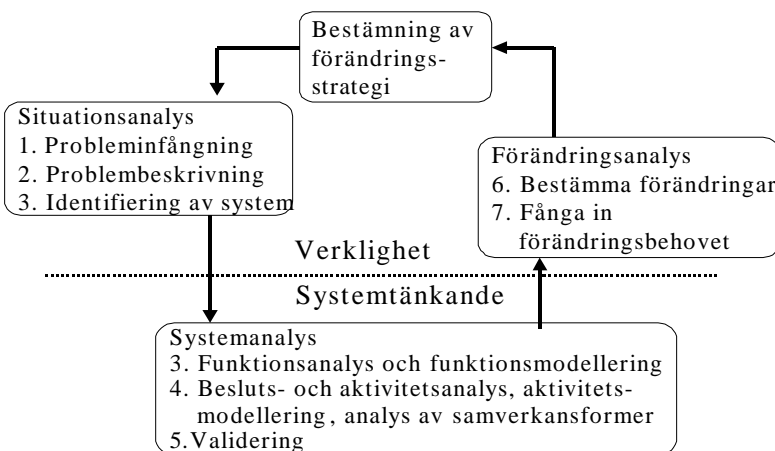 Bestämning av
förändrings-
strategi
Situationsanalys
1. Probleminfångning
2. Problembeskrivning
3. Identifiering av system
Förändringsanalys
6. Bestämma förändringar
7. Fånga in
förändringsbehovet
Verklighet
Systemtänkande
Systemanalys
3. Funktionsanalys och funktionsmodellering
4. Besluts- och aktivitetsanalys, aktivitets-
modellering, analys av samverkansformer
5.Validering